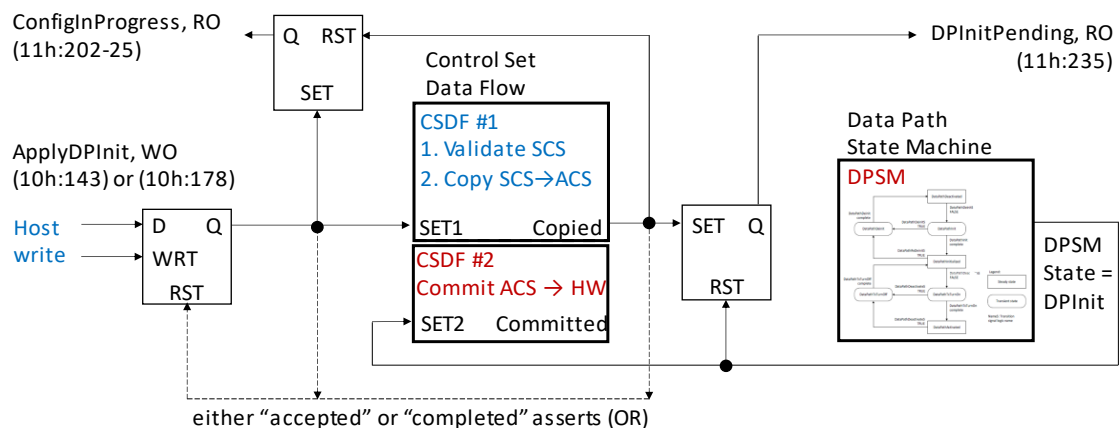 ConfigInProgress, RO
(11h:202-25)
Q RST
SET
Control Set
Data Flow
DPInitPending, RO
(11h:235)
ApplyDPInit, WO
(10h:143) or (10h:178)
Host
write
D Q
WRT
RST
CSDF #1
1. Validate SCS
2. Copy SCS→ACS
SET1 Copied
CSDF #2
Commit ACS → HW
SET2 Committed
SET Q
RST
Data Path
State Machine
DPSM
DPSM
State =
DPInit
either “accepted” or “completed” asserts (OR)